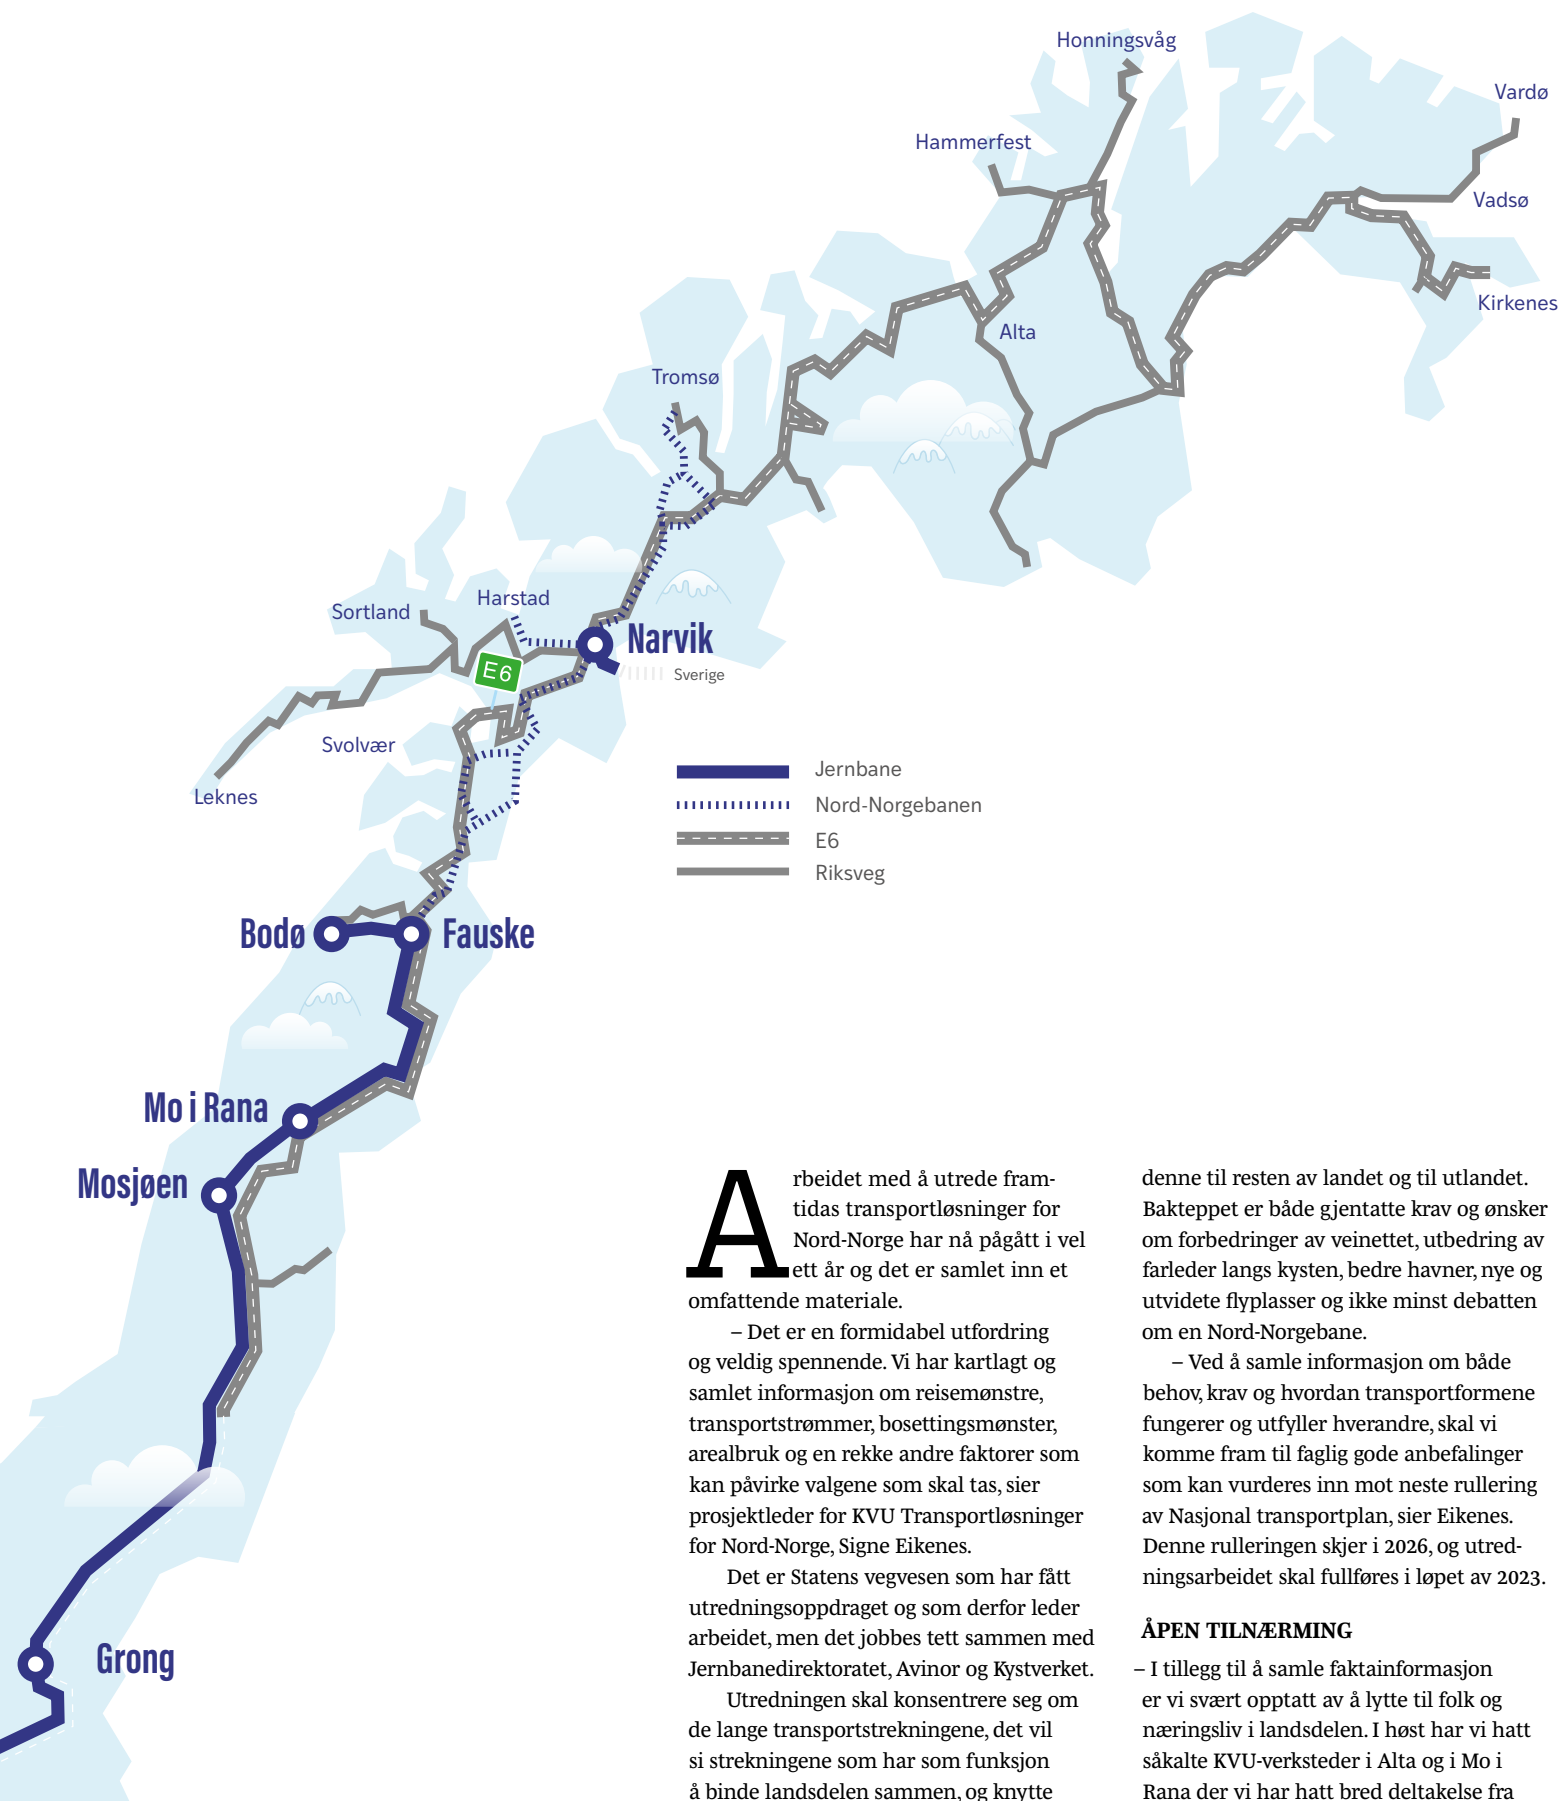 Honningsvåg
Vardø
Hammerfest
Vadsø
Kirkenes
Alta
Tromsø
Sortland
Harstad
Narvik
E6
Sverige
Svolvær
Leknes
Jernbane
Nord-Norgebanen
E6
Riksveg
Bodø
Fauske
Mo i Rana
Mosjøen
Grong
Arbeidet med å utrede fram-
tidas transportløsninger for
Nord-Norge har nå pågått i vel
ett år og det er samlet inn et
omfattende materiale.
– Det er en formidabel utfordring
og veldig spennende. Vi har kartlagt og
samlet informasjon om reisemønstre,
transportstrømmer, bosettingsmønster,
arealbruk og en rekke andre faktorer som
kan påvirke valgene som skal tas, sier
prosjektleder for KVU Transportløsninger
for Nord-Norge, Signe Eikenes.
Det er Statens vegvesen som har fått
utredningsoppdraget og som derfor leder
arbeidet, men det jobbes tett sammen med
Jernbanedirektoratet, Avinor og Kystverket.
Utredningen skal konsentrere seg om
de lange transportstrekningene, det vil
si strekningene som har som funksjon
å binde landsdelen sammen, og knytte
denne til resten av landet og til utlandet.
Bakteppet er både gjentatte krav og ønsker
om forbedringer av veinettet, utbedring av
farleder langs kysten, bedre havner, nye og
utvidete flyplasser og ikke minst debatten
om en Nord-Norgebane.
– Ved å samle informasjon om både
behov, krav og hvordan transportformene
fungerer og utfyller hverandre, skal vi
komme fram til faglig gode anbefalinger
som kan vurderes inn mot neste rullering
av Nasjonal transportplan, sier Eikenes.
Denne rulleringen skjer i 2026, og utred-
ningsarbeidet skal fullføres i løpet av 2023.
ÅPEN TILNÆRMING
– I tillegg til å samle faktainformasjon
er vi svært opptatt av å lytte til folk og
næringsliv i landsdelen. I høst har vi hatt
såkalte KVU-verksteder i Alta og i Mo i
Rana der vi har hatt bred deltakelse fra